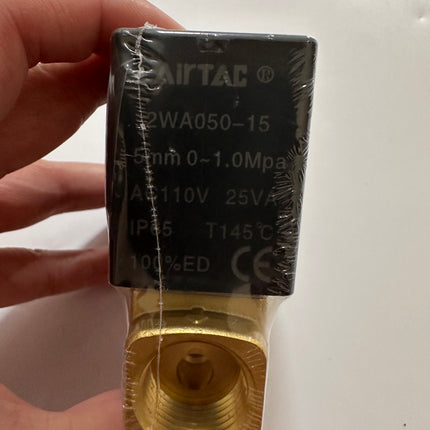 AirTAC ®
2WA050-15
5mm 0~1.0Mpa
AC110V 25VA
IP65 T145℃
100%ED CE